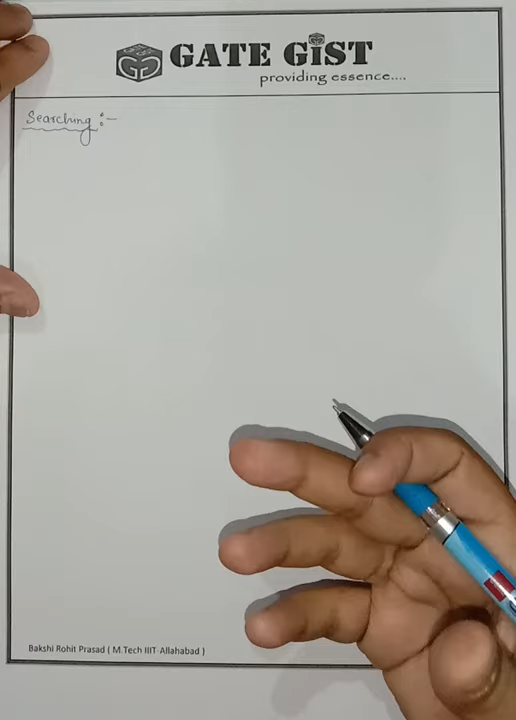 GATE GiST
providing essence....
Searching :-
Bakshi Rohit Prasad ( M.Tech IIIT-Allahabad )